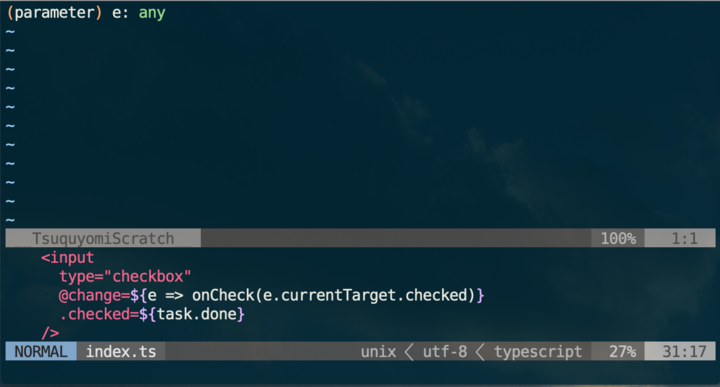 (parameter) e: any
~
~
~
~
~
~
~
~
~
~
~
TsuquyomiScratch 100% 1:1
<input
type="checkbox"
@change=${e => onCheck(e.currentTarget.checked)}
.checked=${task.done}
/>
NORMAL index.ts unix < utf-8 < typescript 27% 31:17